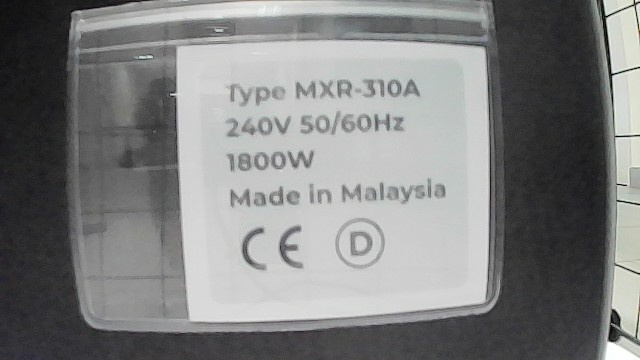 Type MXR-310A
240V 50/60Hz
1800W
Made in Malaysia
CE D